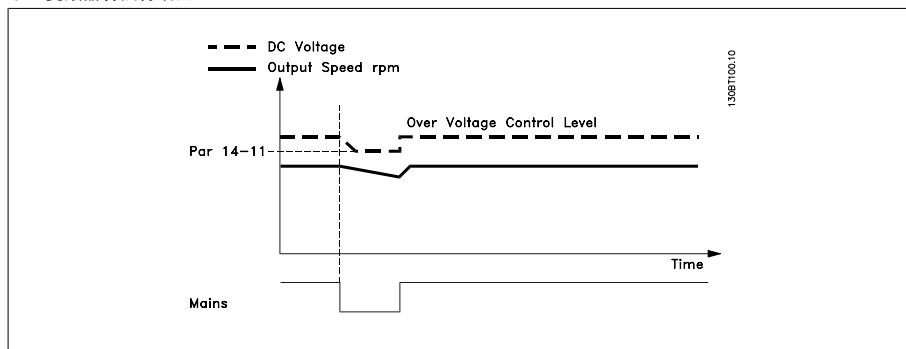 DC Voltage
Output Speed rpm
130BT100.10
Over Voltage Control Level
Par 14-11
Time
Mains